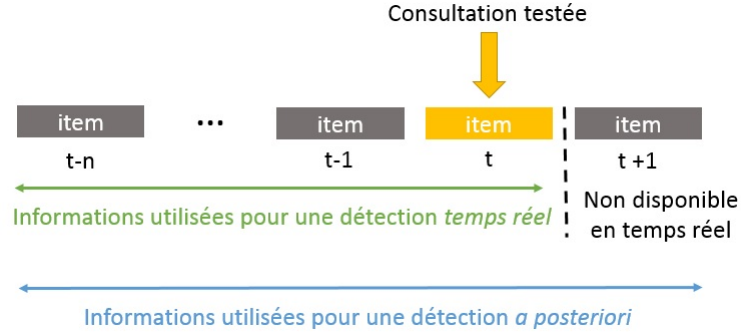 Consultation testée
item ... item item item
t-n t-1 t t +1
Informations utilisées pour une détection temps réel
Non disponible
en temps réel
Informations utilisées pour une détection a posteriori